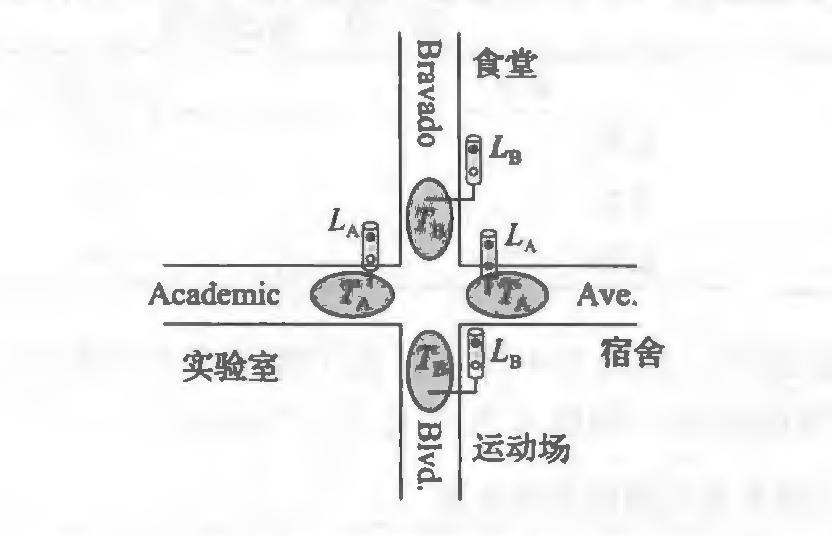 Bravado
食堂
L_B
T_B
L_A
L_A
Academic
T_A
T_A
Ave.
实验室
T_B
L_B
宿舍
Blvd.
运动场